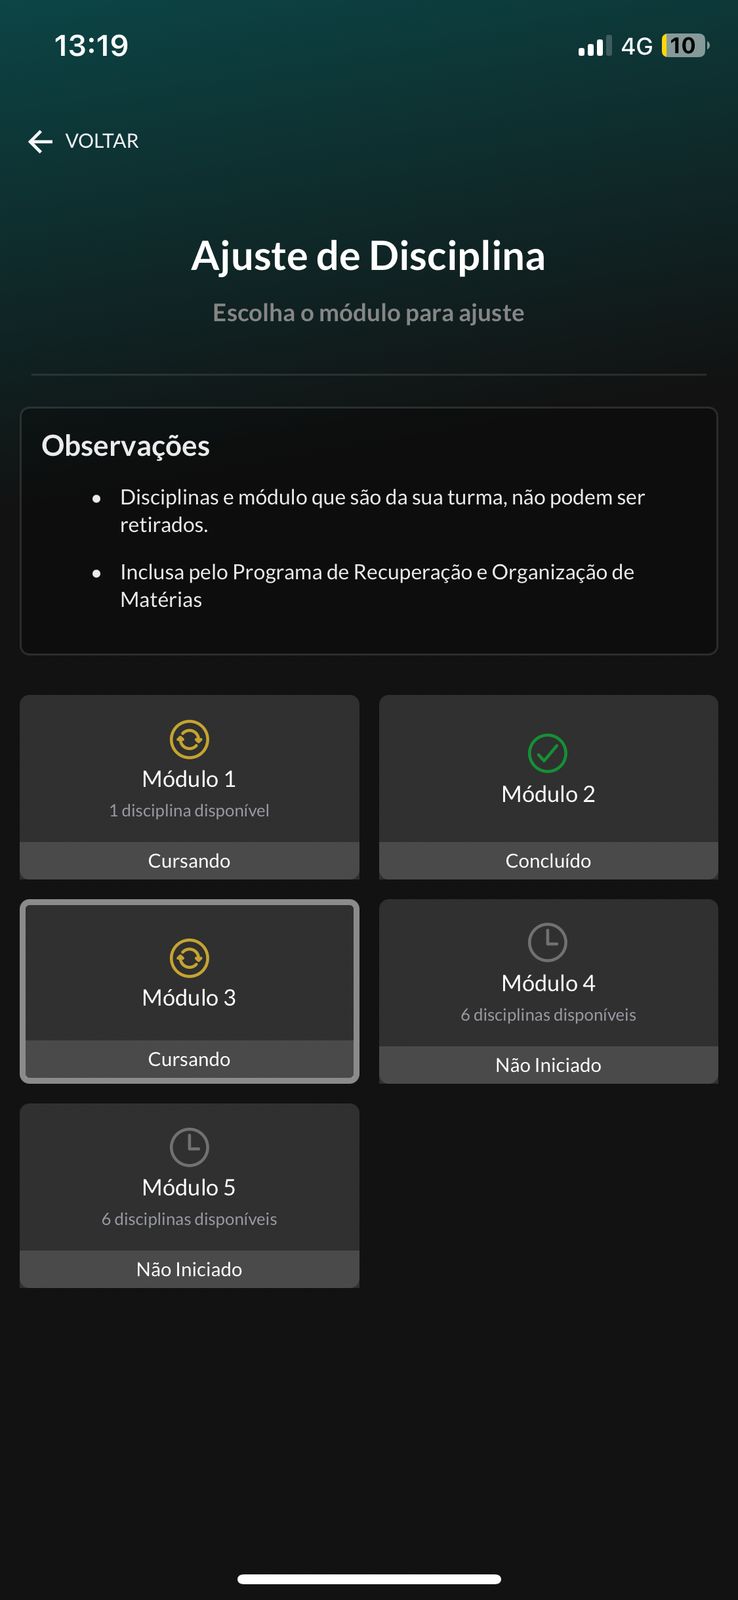 13:19
4G 10
VOLTAR
Ajuste de Disciplina
Escolha o módulo para ajuste
Observações
• Disciplinas e módulo que são da sua turma, não podem ser
retirados.
• Inclusa pelo Programa de Recuperação e Organização de
Matérias
Módulo 1
1 disciplina disponível
Cursando
Módulo 2
Concluído
Módulo 3
Cursando
Módulo 4
6 disciplinas disponíveis
Não Iniciado
Módulo 5
6 disciplinas disponíveis
Não Iniciado